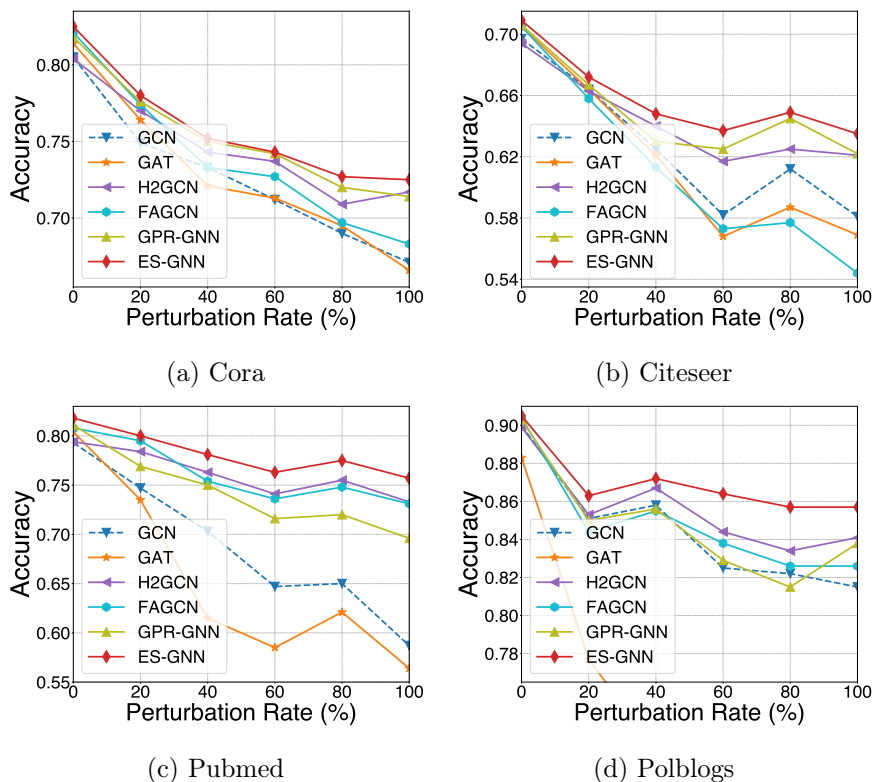 Accuracy
0.80
0.75
0.70
GCN
GAT
H2GCN
FAGCN
GPR-GNN
ES-GNN
0 20 40 60 80 100
Perturbation Rate (%)
(a) Cora
Accuracy
0.70
0.66
0.62
0.58
0.54
GCN
GAT
H2GCN
FAGCN
GPR-GNN
ES-GNN
0 20 40 60 80 100
Perturbation Rate (%)
(b) Citeseer
Accuracy
0.80
0.75
0.70
0.65
0.60
0.55
GCN
GAT
H2GCN
FAGCN
GPR-GNN
ES-GNN
0 20 40 60 80 100
Perturbation Rate (%)
(c) Pubmed
Accuracy
0.90
0.88
0.86
0.84
0.82
0.80
0.78
GCN
GAT
H2GCN
FAGCN
GPR-GNN
ES-GNN
0 20 40 60 80 100
Perturbation Rate (%)
(d) Polblogs